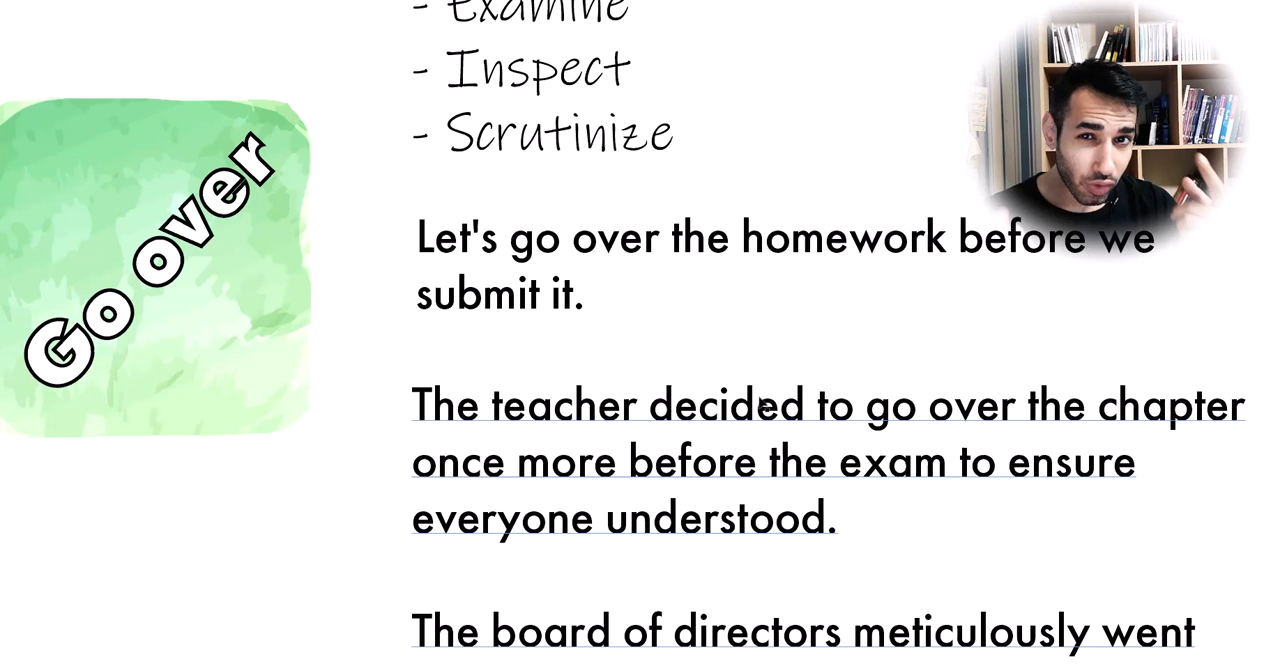 - Examine
- Inspect
- Scrutinize
Go over
Let's go over the homework before we
submit it.
The teacher decided to go over the chapter
once more before the exam to ensure
everyone understood.
The board of directors meticulously went